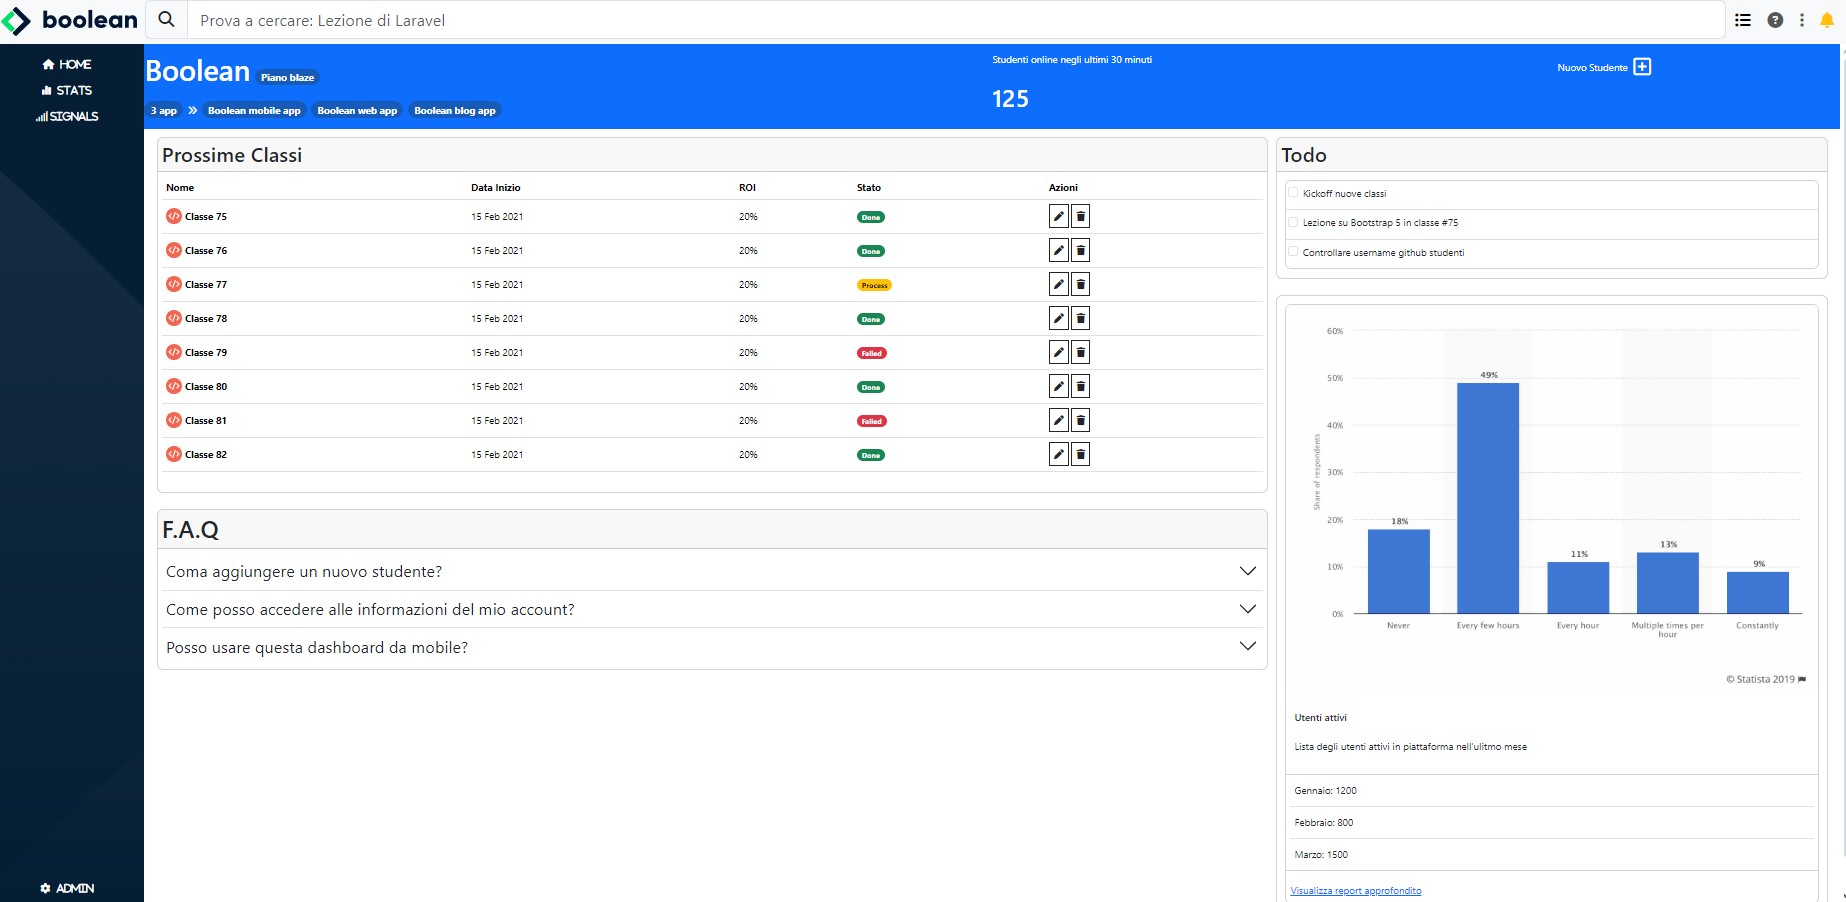 boolean
Prova a cercare: Lezione di Laravel
HOME
STATS
SIGNALS
ADMIN
Boolean Piano blaze
3 app » Boolean mobile app Boolean web app Boolean blog app
Studenti online negli ultimi 30 minuti
125
Nuovo Studente
Prossime Classi
Nome Data Inizio ROI Stato Azioni
Classe 75 15 Feb 2021 20% Done
Classe 76 15 Feb 2021 20% Done
Classe 77 15 Feb 2021 20% Process
Classe 78 15 Feb 2021 20% Done
Classe 79 15 Feb 2021 20% Failed
Classe 80 15 Feb 2021 20% Done
Classe 81 15 Feb 2021 20% Failed
Classe 82 15 Feb 2021 20% Done
F.A.Q
Coma aggiungere un nuovo studente?
Come posso accedere alle informazioni del mio account?
Posso usare questa dashboard da mobile?
Todo
Kickoff nuove classi
Lezione su Bootstrap 5 in classe #75
Controllare username github studenti
60%
50%
40%
30%
20%
10%
0%
Share of respondents
18%
49%
11%
13%
9%
Never
Every few hours
Every hour
Multiple times per
hour
Constantly
© Statista 2019
Utenti attivi
Lista degli utenti attivi in piattaforma nell'ulitmo mese
Gennaio: 1200
Febbraio: 800
Marzo: 1500
Visualizza report approfondito